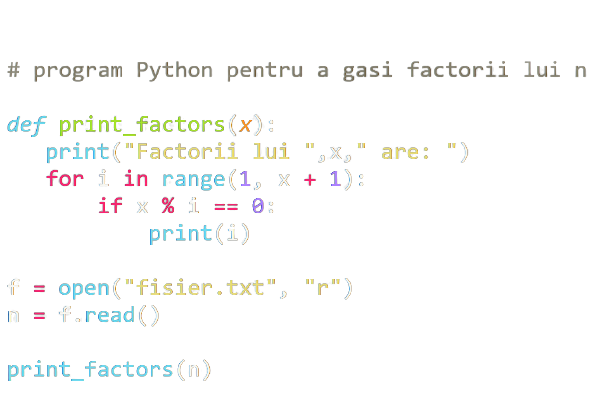 # program Python pentru a gasi factorii lui n
def print_factors(x):
   print("Factorii lui ",x," are: ")
   for i in range(1, x + 1):
       if x % i == 0:
           print(i)
f = open("fisier.txt", "r")
n = f.read()
print_factors(n)